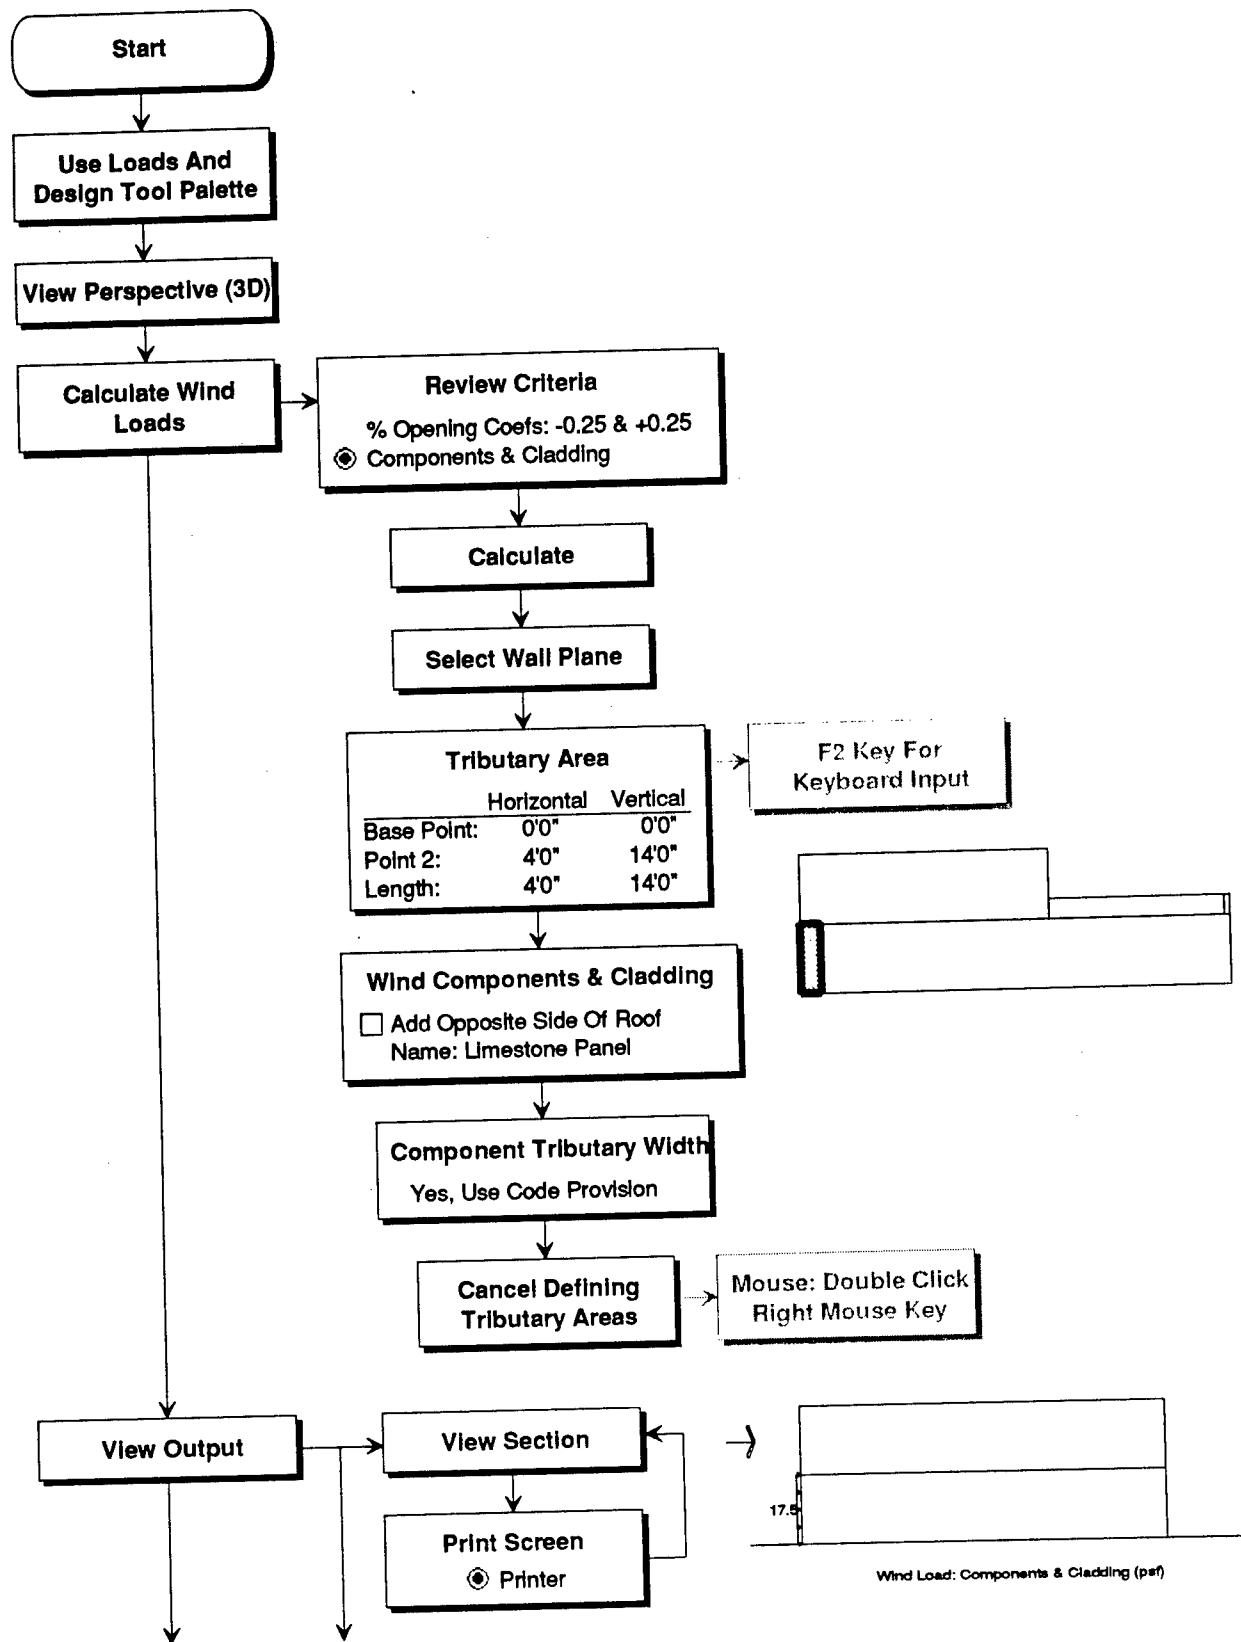 Start
Use Loads And
Design Tool Palette
View Perspective (3D)
Calculate Wind
Loads
Review Criteria
% Opening Coefs: -0.25 & +0.25
Components & Cladding
Calculate
Select Wall Plane
Tributary Area
Horizontal Vertical
Base Point: 0'0" 0'0"
Point 2: 4'0" 14'0"
Length: 4'0" 14'0"
F2 Key For
Keyboard Input
Wind Components & Cladding
Add Opposite Side Of Roof
Name: Limestone Panel
Component Tributary Width
Yes, Use Code Provision
Cancel Defining
Tributary Areas
Mouse: Double Click
Right Mouse Key
View Output
View Section
Print Screen
Printer
17.5
Wind Load: Components & Cladding (psf)